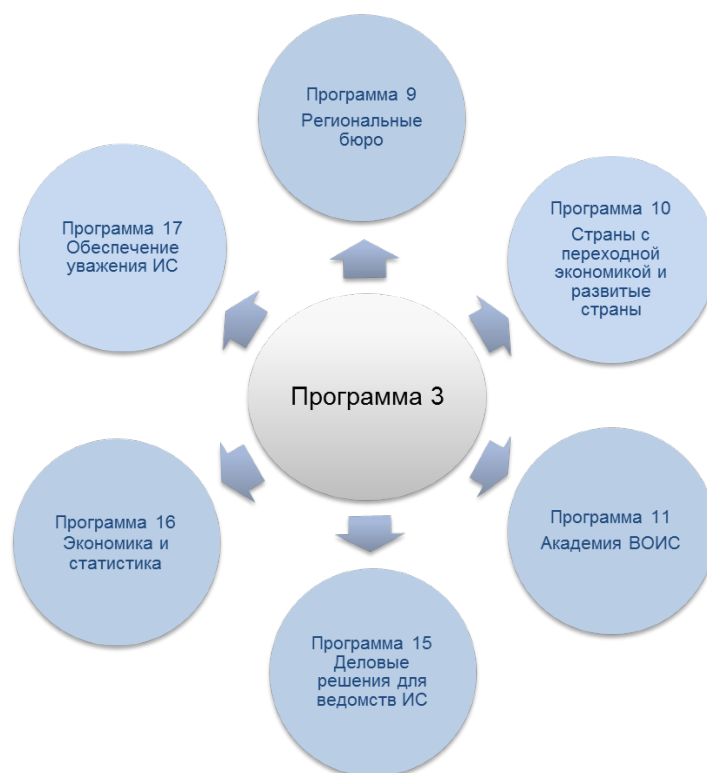 Программа 9
Региональные
бюро
Программа 17
Обеспечение
уважения ИС
Программа 10
Страны с
переходной
экономикой и
развитые
страны
Программа 3
Программа 16
Экономика и
статистика
Программа 11
Академия ВОИС
Программа 15
Деловые
решения для
ведомств ИС